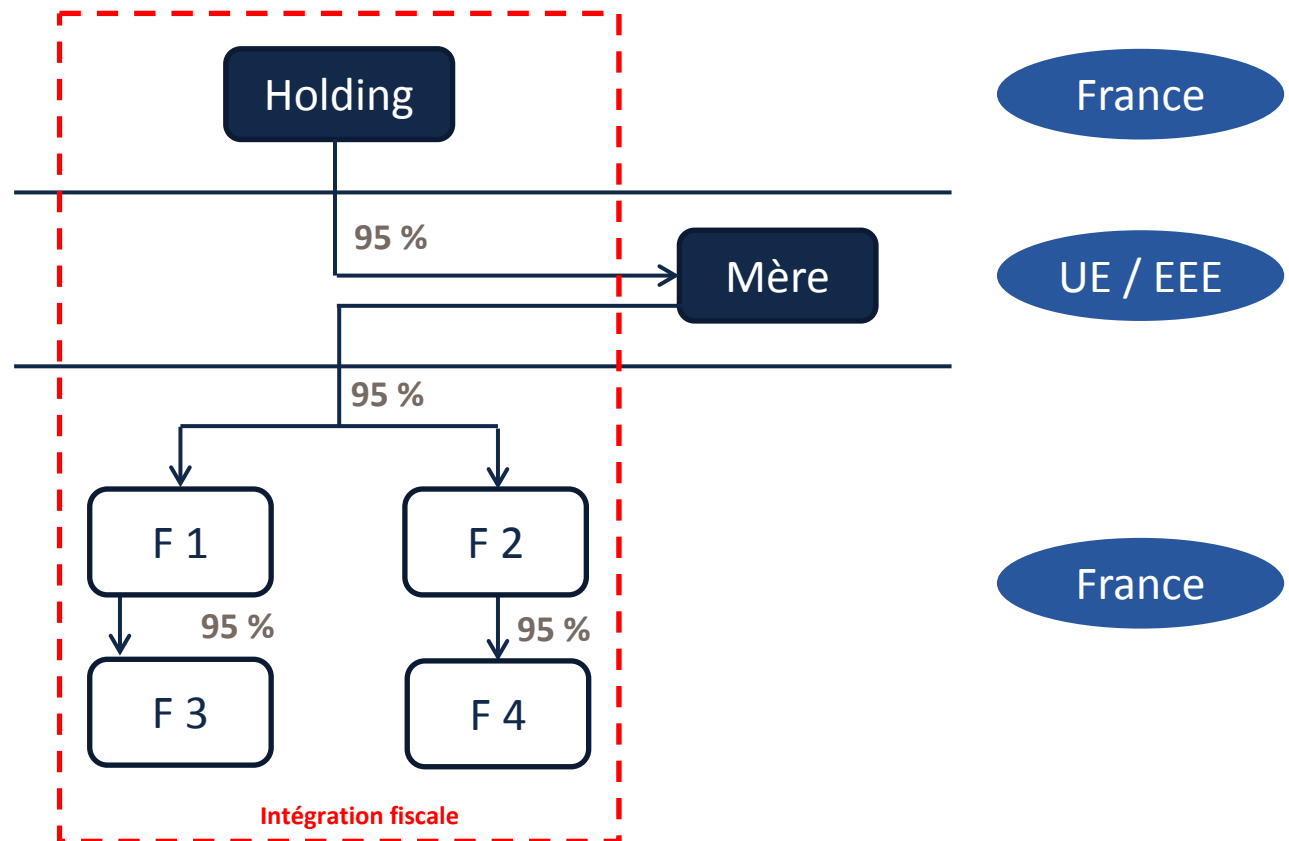 Holding
France
95 %
Mère
UE / EEE
95 %
F 1
F 2
France
95 %
95 %
F 3
F 4
Intégration fiscale